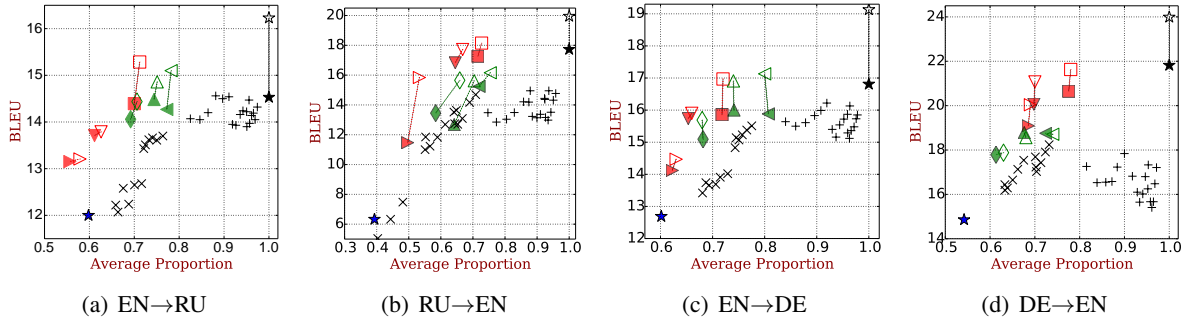 16
15
14
13
12
BLEU
0.5 0.6 0.7 0.8 0.9 1.0
Average Proportion
(a) EN→RU
20
18
16
14
12
10
8
6
BLEU
0.3 0.4 0.5 0.6 0.7 0.8 0.9 1.0
Average Proportion
(b) RU→EN
19
18
17
16
15
14
13
12
BLEU
0.6 0.7 0.8 0.9 1.0
Average Proportion
(c) EN→DE
24
22
20
18
16
14
BLEU
0.5 0.6 0.7 0.8 0.9 1.0
Average Proportion
(d) DE→EN